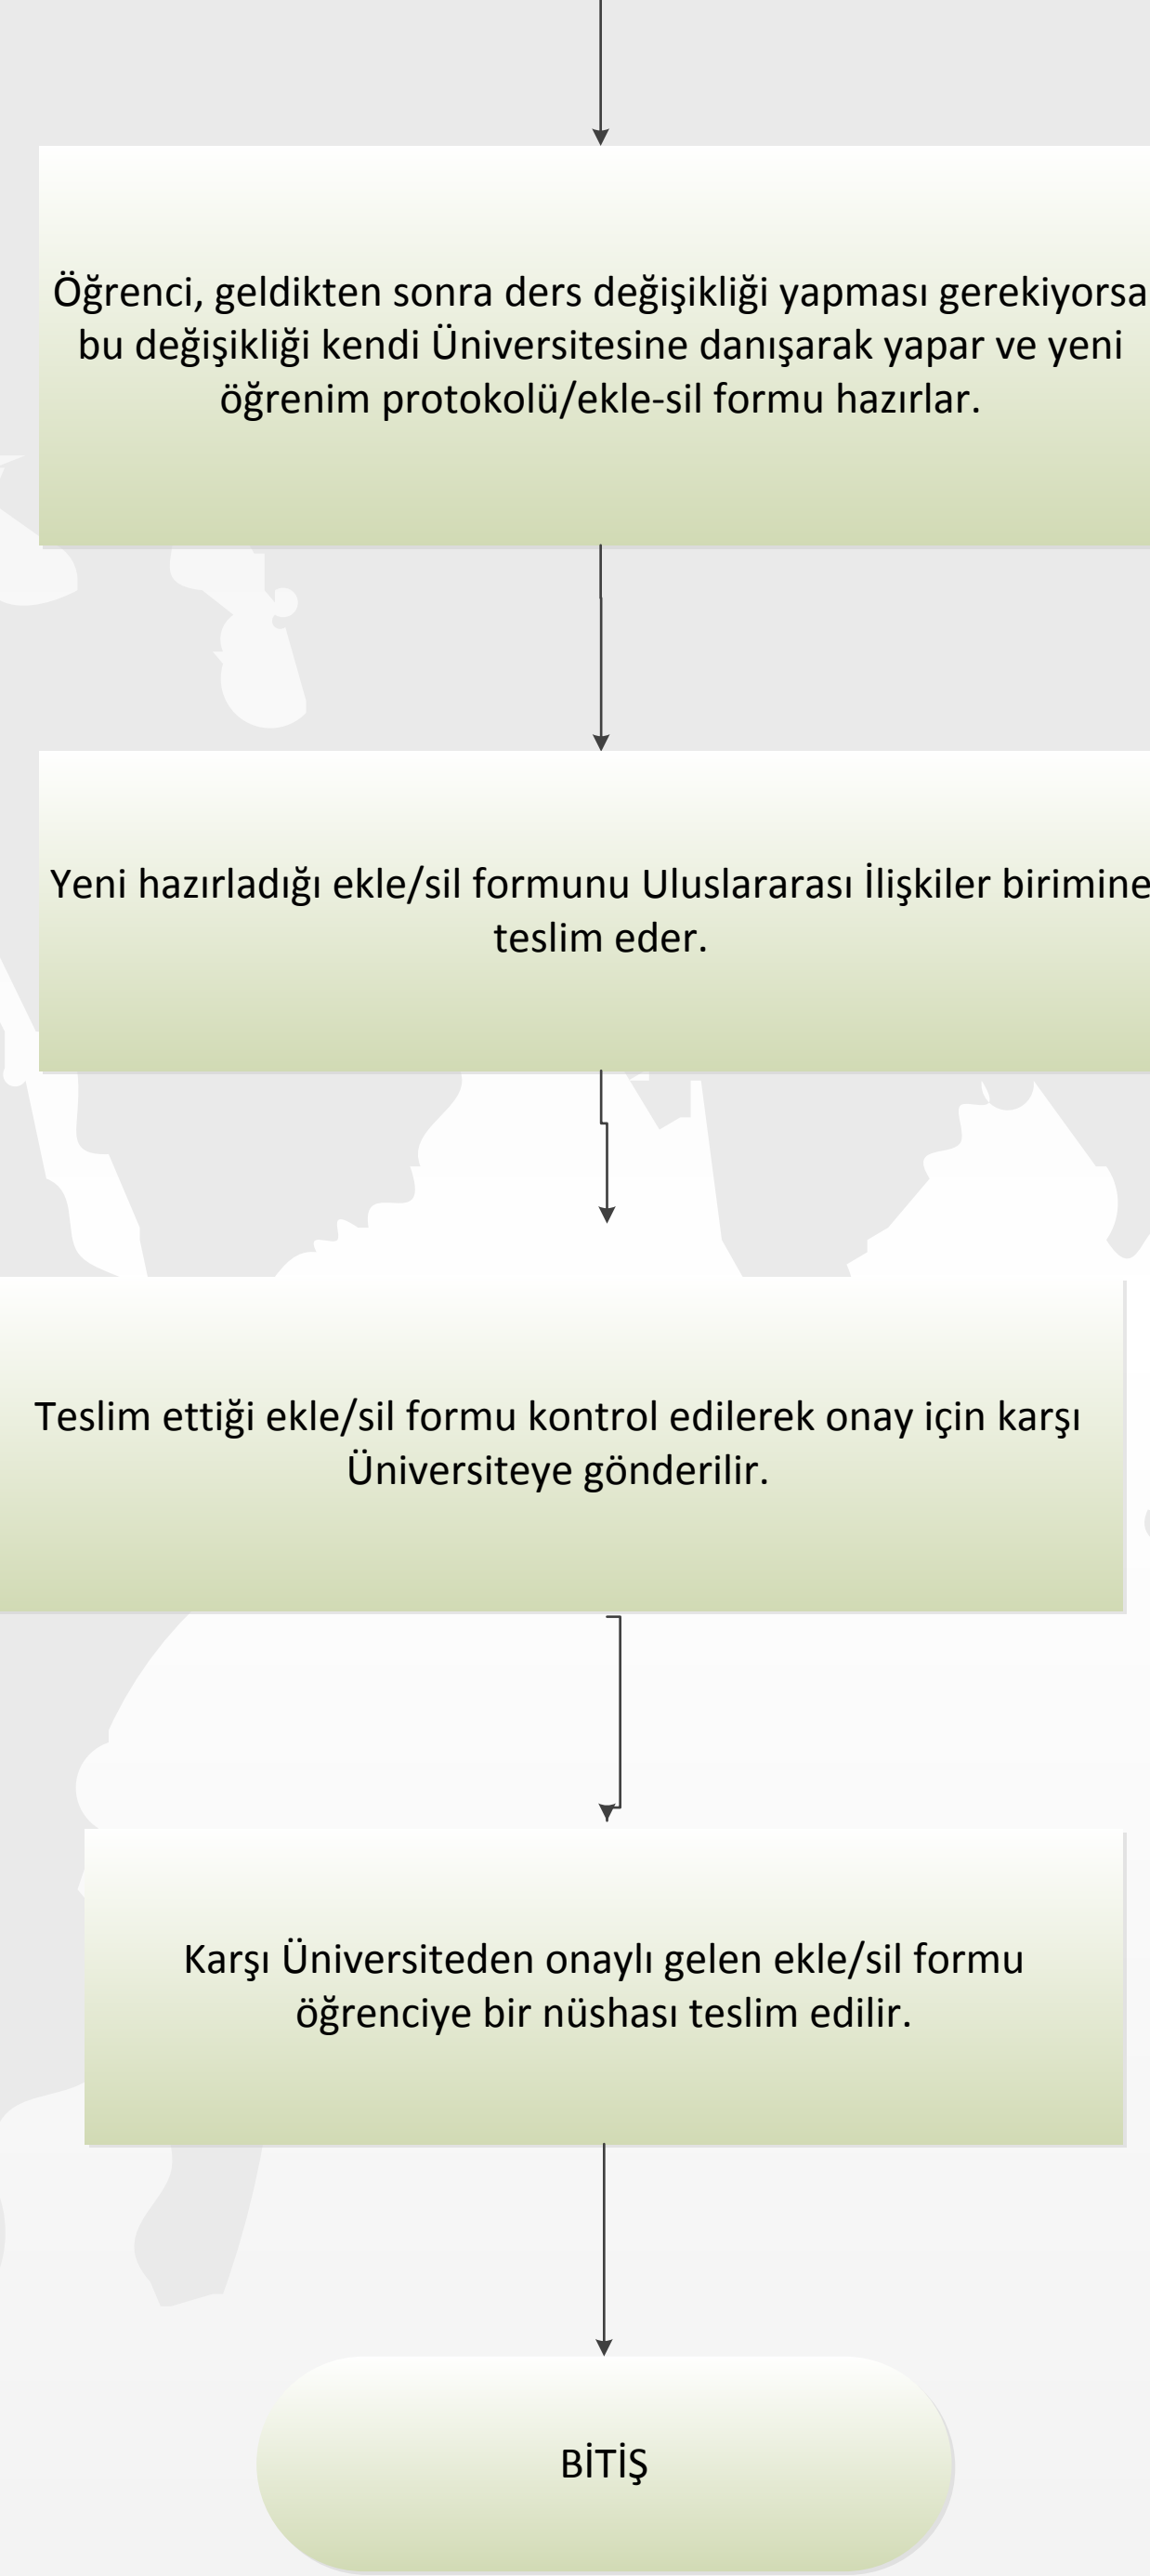 Öğrenci, geldikten sonra ders değişikliği yapması gerekiyorsa
bu değişikliği kendi Üniversitesine danışarak yapar ve yeni
öğrenim protokolü/ekle-sil formu hazırlar.
Yeni hazırladığı ekle/sil formunu Uluslararası İlişkiler birimine
teslim eder.
Teslim ettiği ekle/sil formu kontrol edilerek onay için karşı
Üniversiteye gönderilir.
Karşı Üniversiteden onaylı gelen ekle/sil formu
öğrenciye bir nüshası teslim edilir.
BİTİŞ